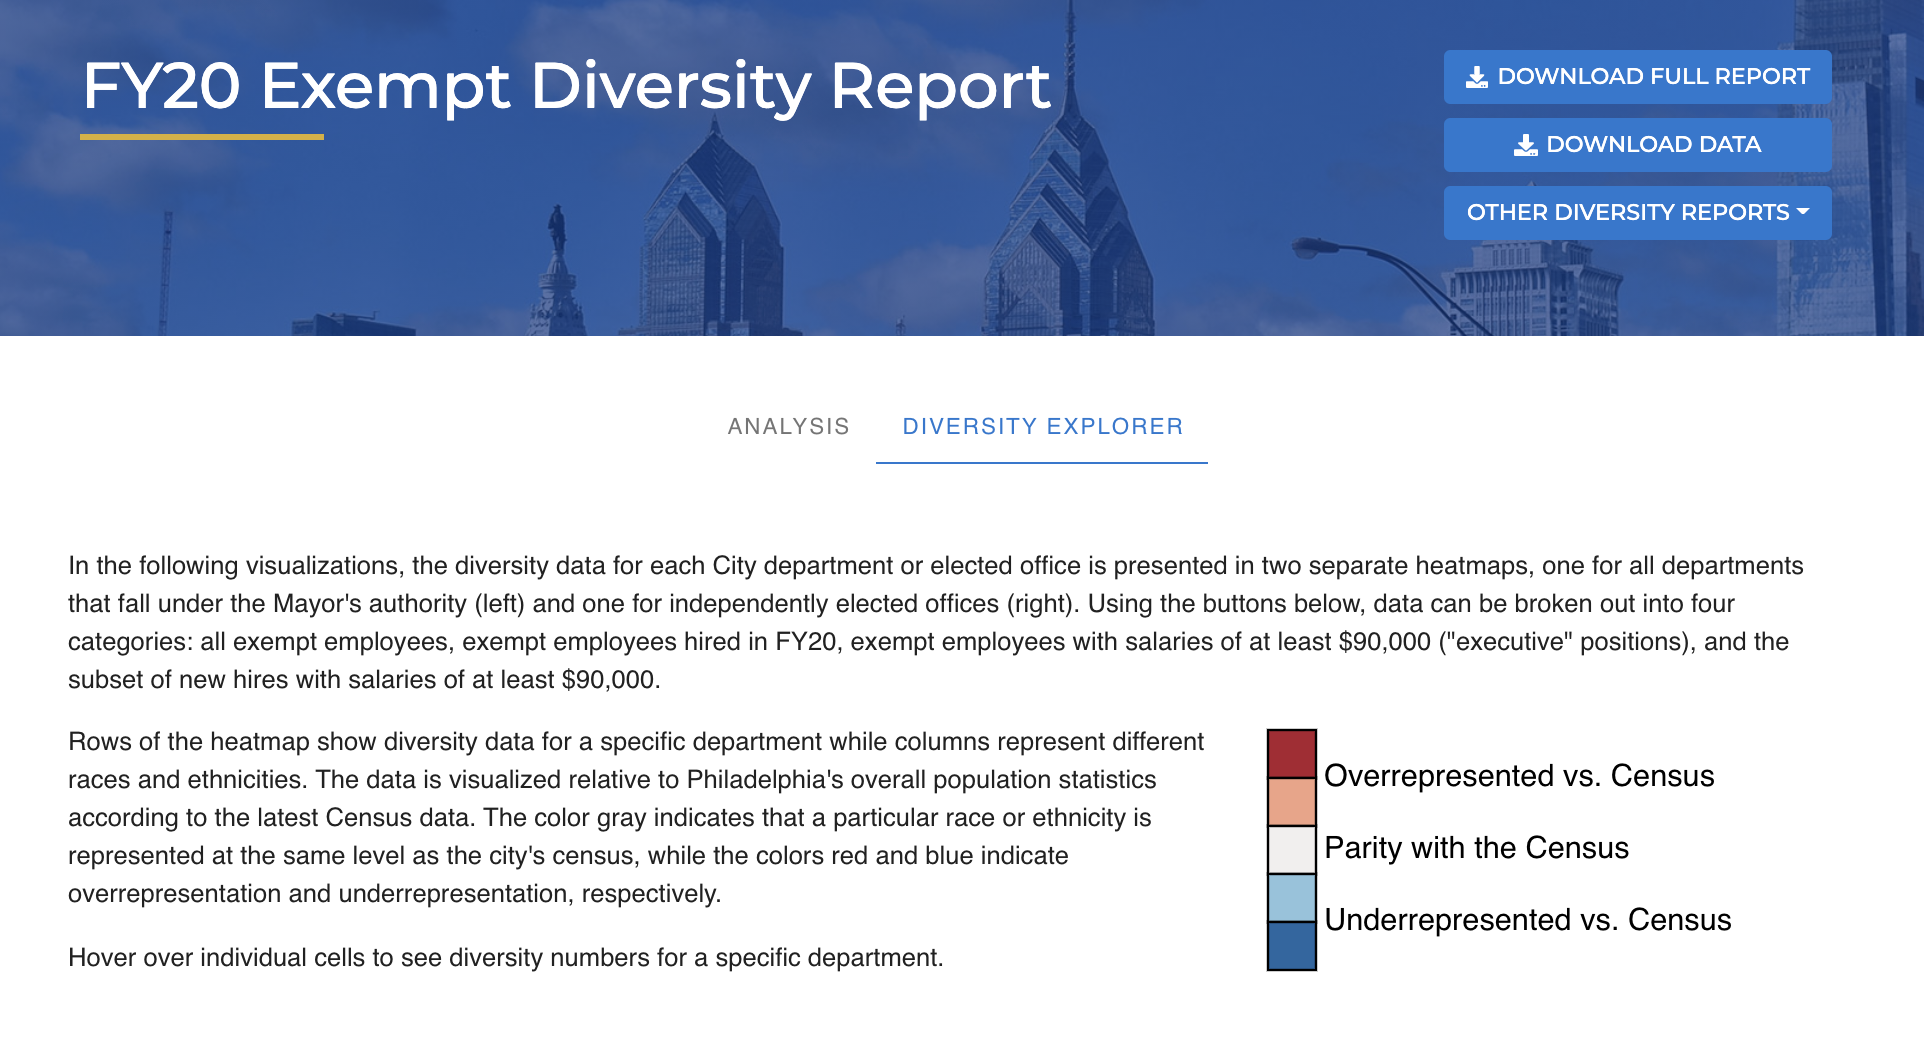 FY20 Exempt Diversity Report
DOWNLOAD FULL REPORT
DOWNLOAD DATA
OTHER DIVERSITY REPORTS
ANALYSIS
DIVERSITY EXPLORER
In the following visualizations, the diversity data for each City department or elected office is presented in two separate heatmaps, one for all departments
that fall under the Mayor's authority (left) and one for independently elected offices (right). Using the buttons below, data can be broken out into four
categories: all exempt employees, exempt employees hired in FY20, exempt employees with salaries of at least $90,000 ("executive" positions), and the
subset of new hires with salaries of at least $90,000.
Rows of the heatmap show diversity data for a specific department while columns represent different
races and ethnicities. The data is visualized relative to Philadelphia's overall population statistics
according to the latest Census data. The color gray indicates that a particular race or ethnicity is
represented at the same level as the city's census, while the colors red and blue indicate
overrepresentation and underrepresentation, respectively.
Hover over individual cells to see diversity numbers for a specific department.
Overrepresented vs. Census
Parity with the Census
Underrepresented vs. Census